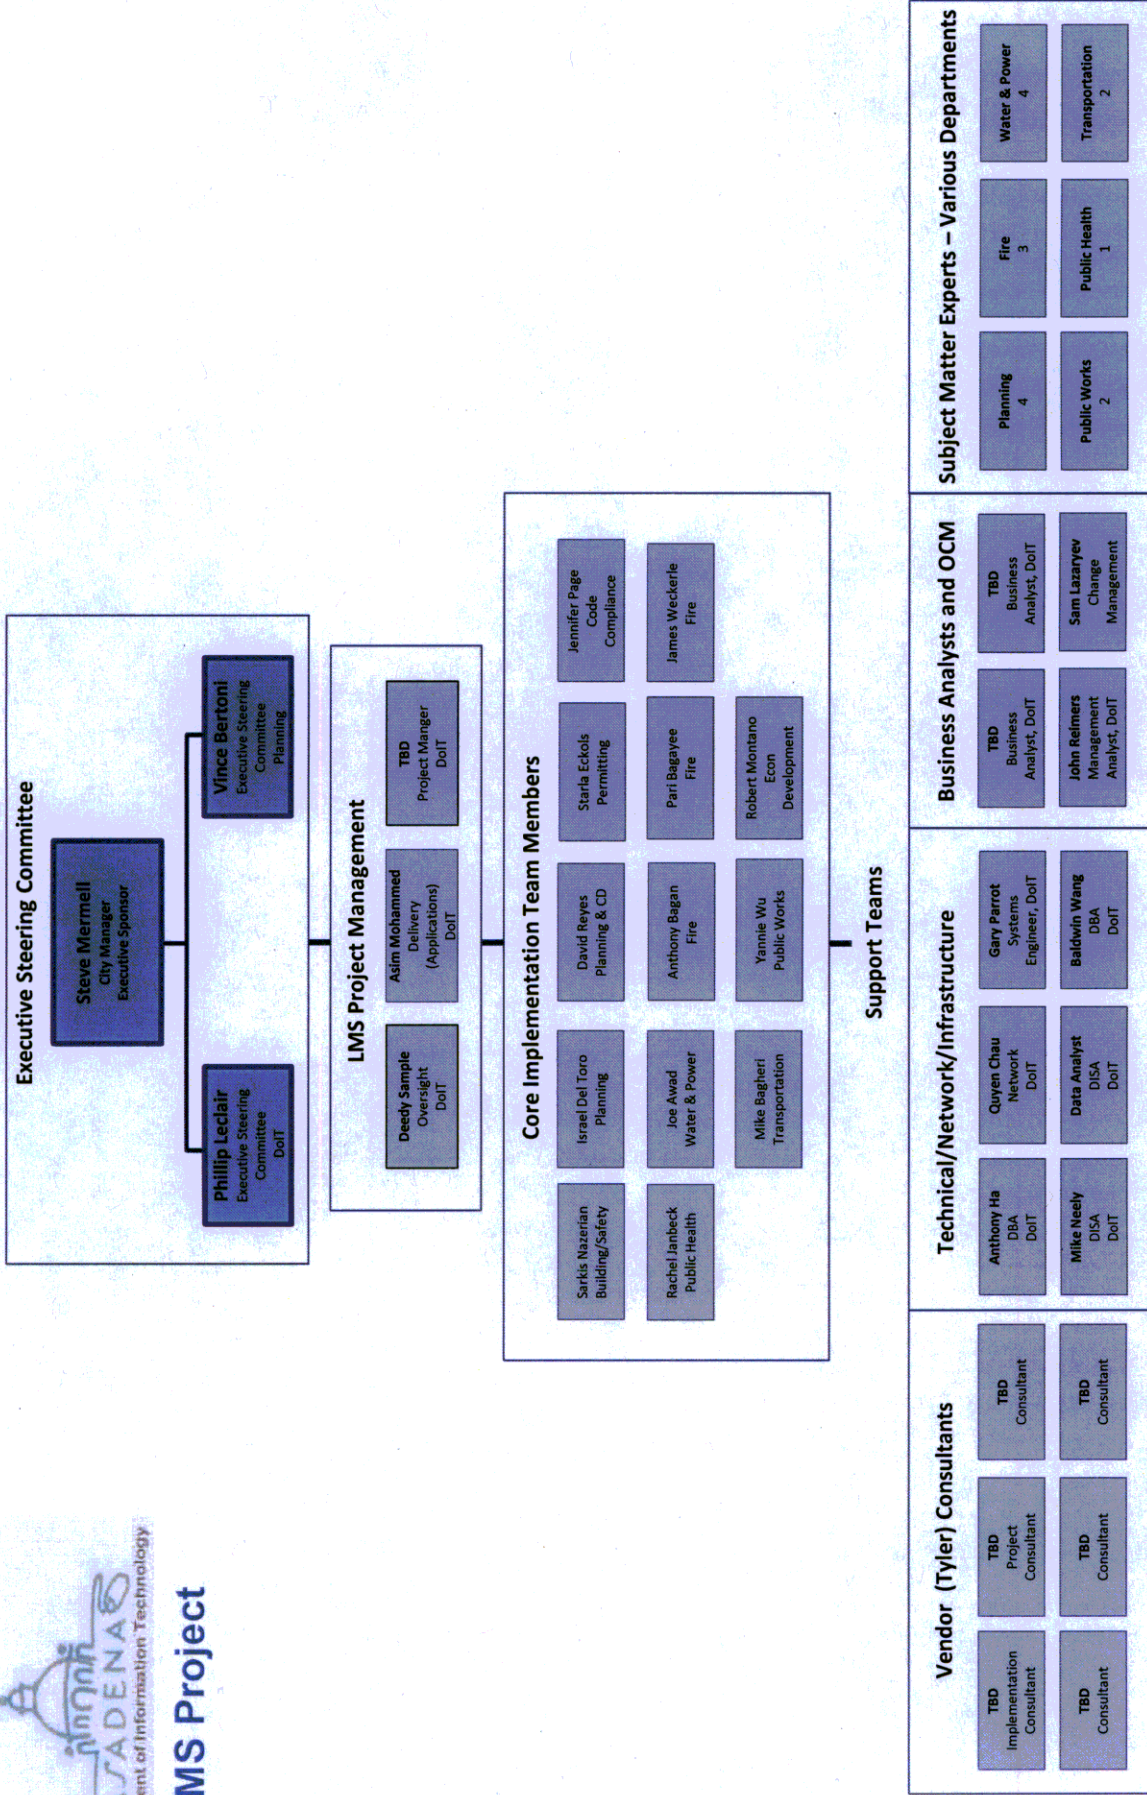 ADENA
ent of Information Technology
MS Project
Executive Steering Committee
Steve Mermell
City Manager
Executive Sponsor
Phillip Leclair
Executive Steering
Committee
DoIT
Vince Bertoni
Executive Steering
Committee
Planning
LMS Project Management
Deedy Sample
Oversight
DoIT
Asim Mohammed
Delivery
(Applications)
DoIT
TBD
Project Manger
DoIT
Core Implementation Team Members
Sarkis Nazerian
Building/Safety
Israel Del Toro
Planning
David Reyes
Planning & CD
Starla Eckols
Permitting
Jennifer Page
Code
Compliance
Rachel Janbeck
Public Health
Joe Awad
Water & Power
Anthony Bagan
Fire
Pari Bagayee
Fire
James Weckerle
Fire
Mike Bagheri
Transportation
Yannie Wu
Public Works
Robert Montano
Econ
Development
Support Teams
Vendor (Tyler) Consultants
TBD
Implementation
Consultant
TBD
Project
Consultant
TBD
Consultant
TBD
Consultant
TBD
Consultant
TBD
Consultant
Technical/Network/Infrastructure
Anthony Ha
DBA
DoIT
Quyen Chau
Network
DoIT
Gary Parrot
Systems
Engineer, DoIT
Mike Neely
DISA
DoIT
Data Analyst
DISA
DoIT
Baldwin Wang
DBA
DoIT
Business Analysts and OCM
TBD
Business
Analyst, DoIT
TBD
Business
Analyst, DoIT
John Reimers
Management
Analyst, DoIT
Sam Lazaryev
Change
Management
Subject Matter Experts – Various Departments
Planning
4
Fire
3
Water & Power
4
Public Works
2
Public Health
1
Transportation
2